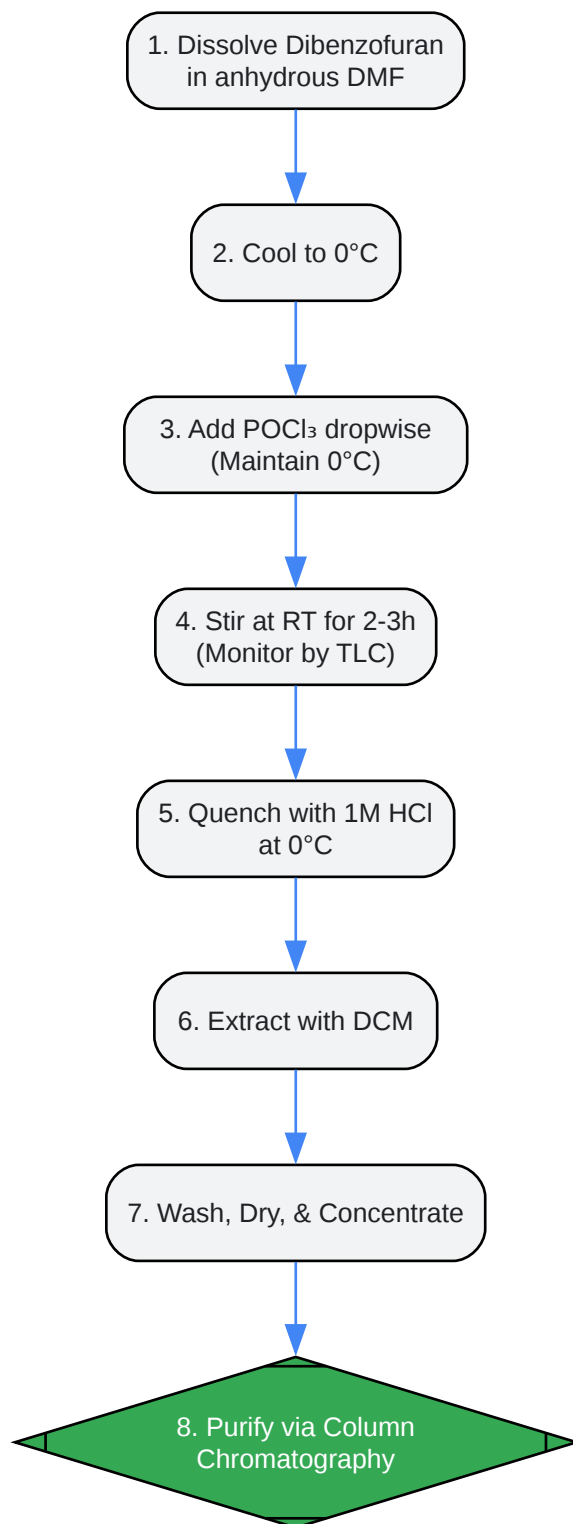 1. Dissolve Dibenzofuran
in anhydrous DMF
2. Cool to 0°C
3. Add POCl₃ dropwise
(Maintain 0°C)
4. Stir at RT for 2-3h
(Monitor by TLC)
5. Quench with 1M HCl
at 0°C
6. Extract with DCM
7. Wash, Dry, & Concentrate
8. Purify via Column
Chromatography